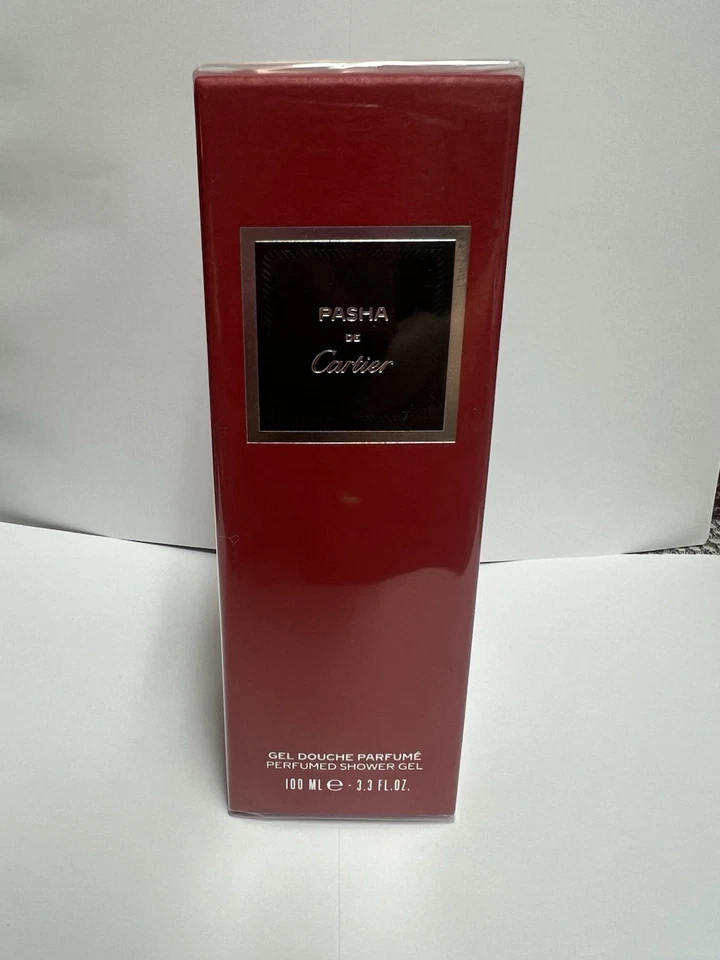 PASHA
DE
Cartier
GEL DOUCHE PARFUMÉ
PERFUMED SHOWER GEL
100 ML ℮ - 3.3 FL.OZ.